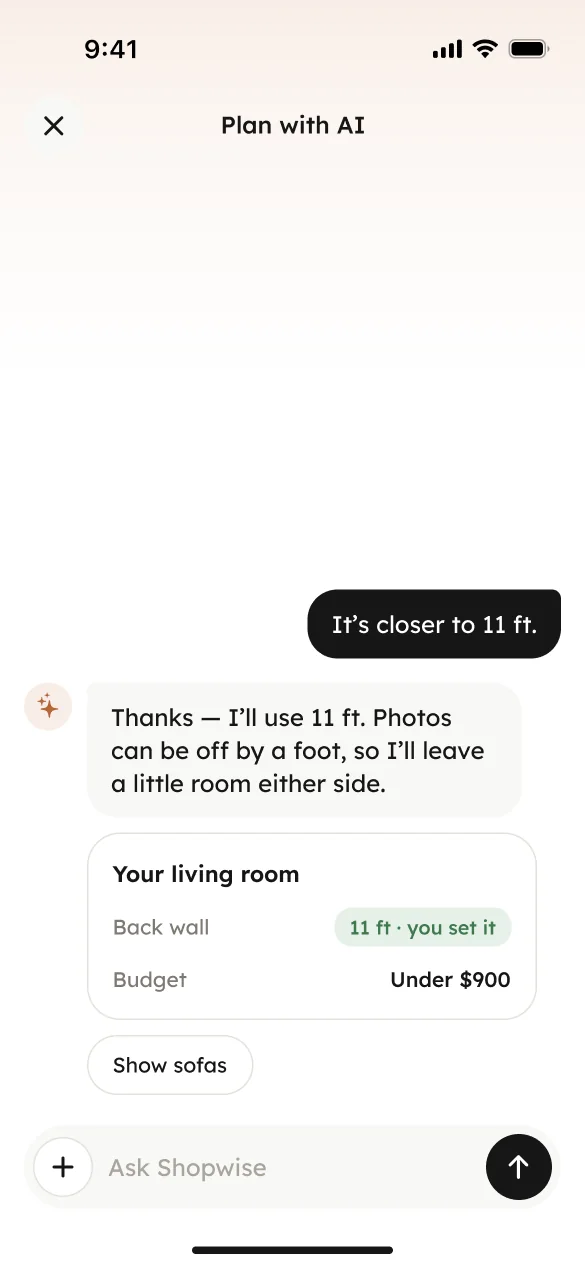 9:41
Plan with AI
It’s closer to 11 ft.
Thanks — I’ll use 11 ft. Photos
can be off by a foot, so I’ll leave
a little room either side.
Your living room
Back wall
11 ft · you set it
Budget
Under $900
Show sofas
Ask Shopwise